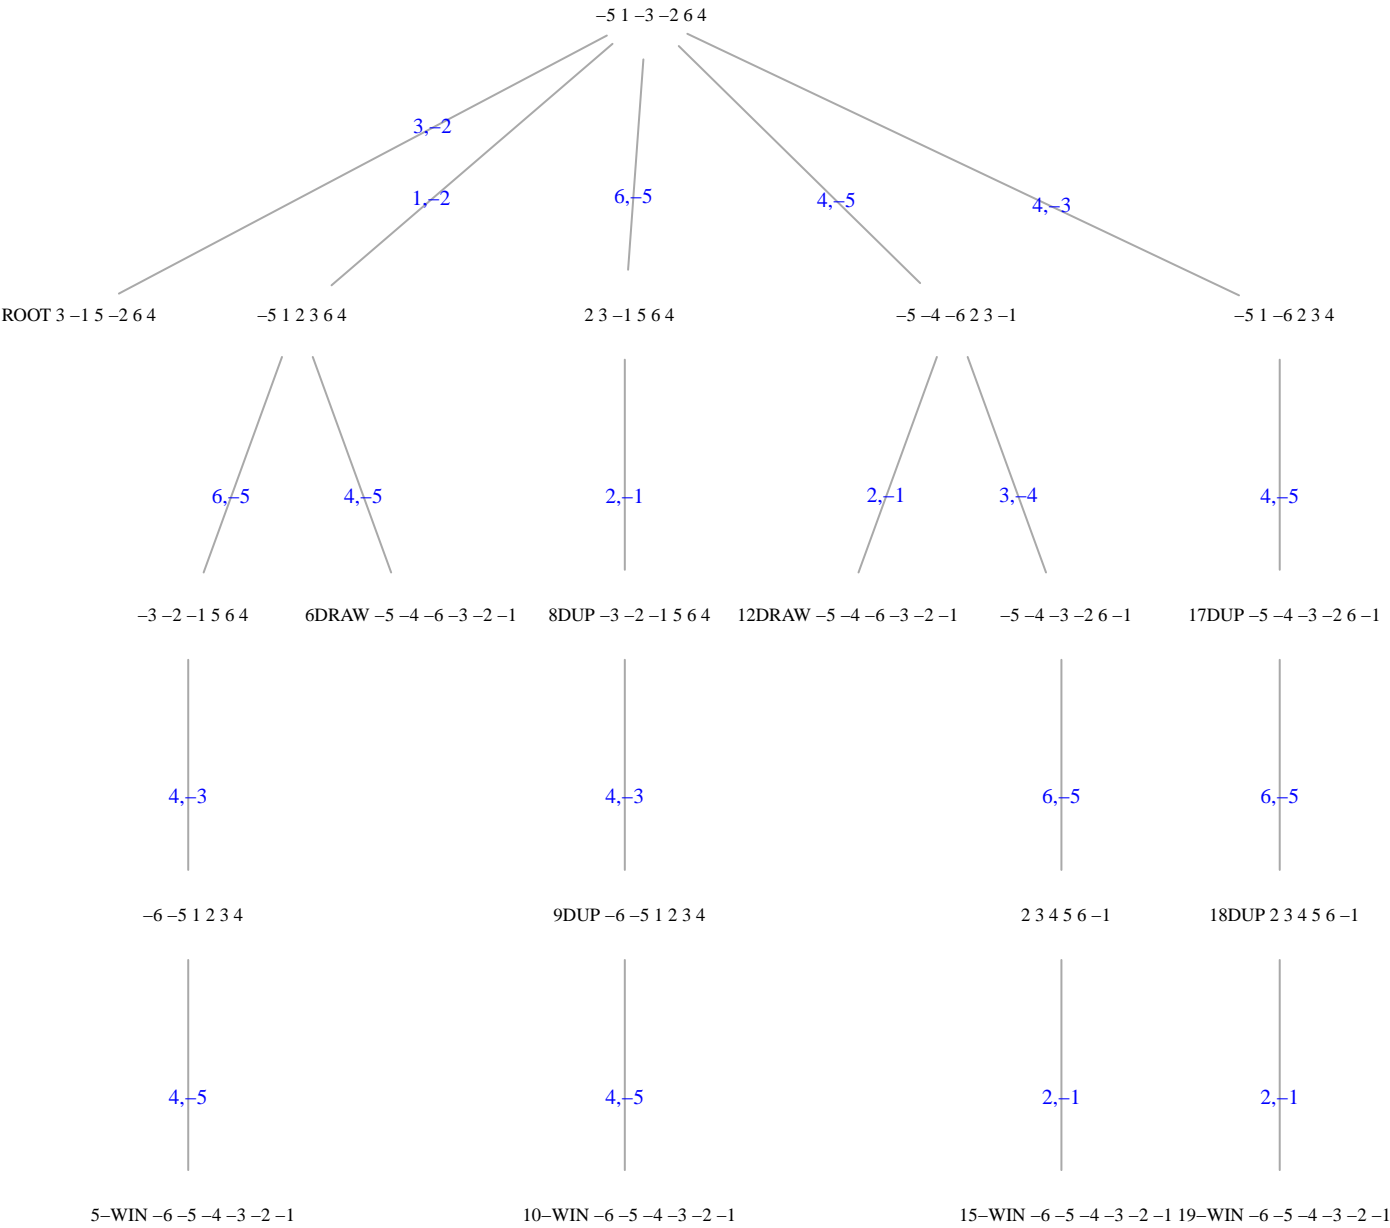 –5 1 –3 –2 6 4
3,–2
1,–2
6,–5
4,–5
4,–3
ROOT 3 –1 5 –2 6 4
–5 1 2 3 6 4
2 3 –1 5 6 4
–5 –4 –6 2 3 –1
–5 1 –6 2 3 4
6,–5
4,–5
2,–1
2,–1
3,–4
4,–5
–3 –2 –1 5 6 4
6DRAW –5 –4 –6 –3 –2 –1
8DUP –3 –2 –1 5 6 4
12DRAW –5 –4 –6 –3 –2 –1
–5 –4 –3 –2 6 –1
17DUP –5 –4 –3 –2 6 –1
4,–3
4,–3
6,–5
6,–5
–6 –5 1 2 3 4
9DUP –6 –5 1 2 3 4
2 3 4 5 6 –1
18DUP 2 3 4 5 6 –1
4,–5
4,–5
2,–1
2,–1
5–WIN –6 –5 –4 –3 –2 –1
10–WIN –6 –5 –4 –3 –2 –1
15–WIN –6 –5 –4 –3 –2 –1
19–WIN –6 –5 –4 –3 –2 –1